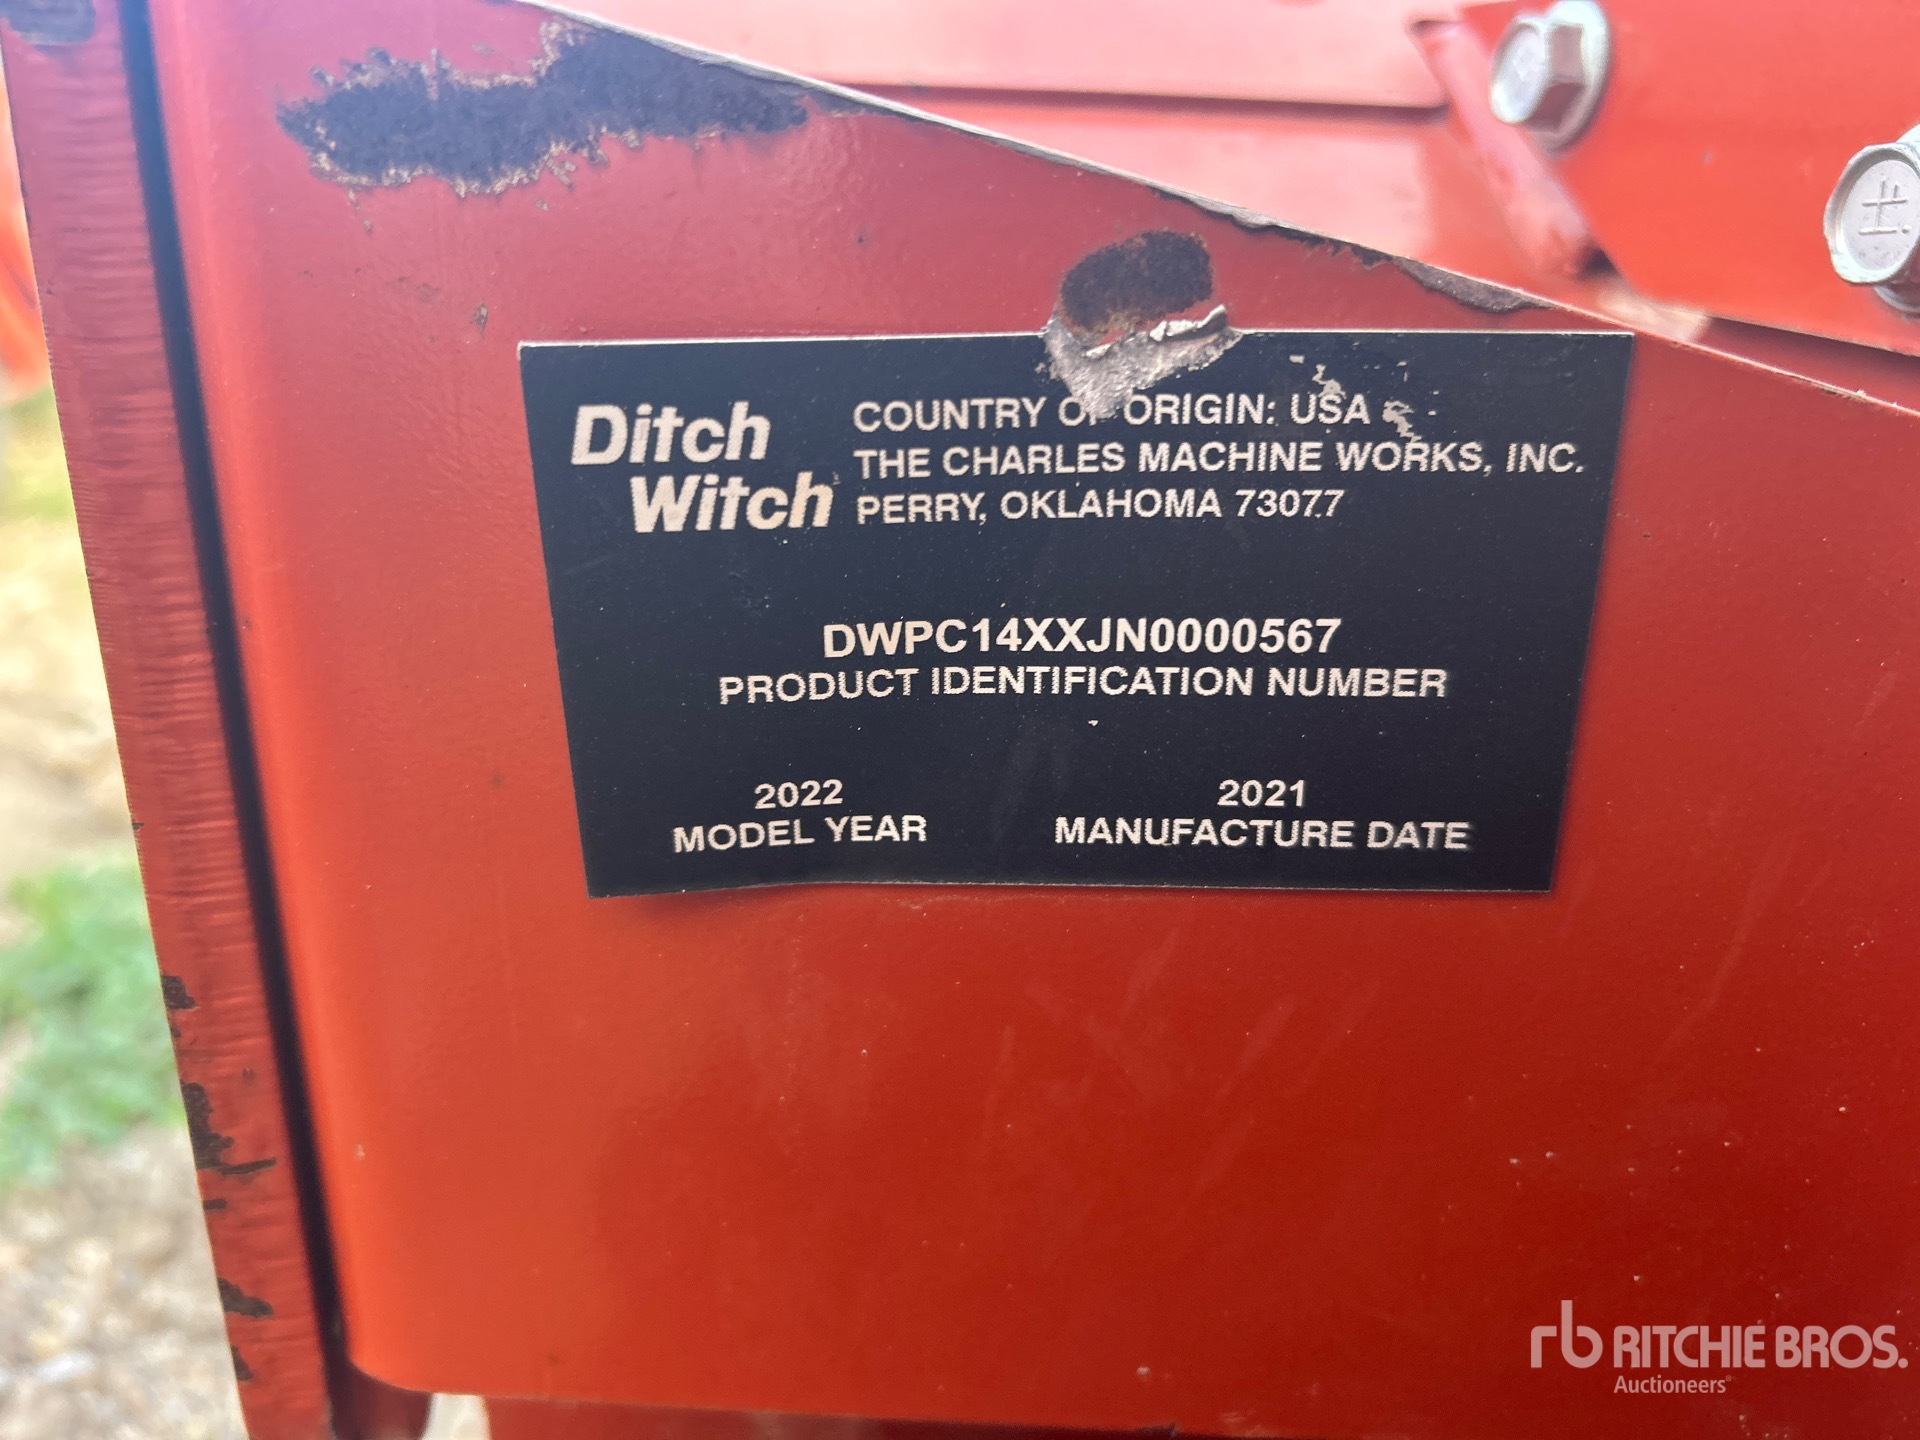 Ditch
Witch
COUNTRY OF ORIGIN: USA
THE CHARLES MACHINE WORKS, INC.
PERRY, OKLAHOMA 73077
DWPC14XXJN0000567
PRODUCT IDENTIFICATION NUMBER
2022
MODEL YEAR
2021
MANUFACTURE DATE
rb RITCHIE BROS.
Auctioneers